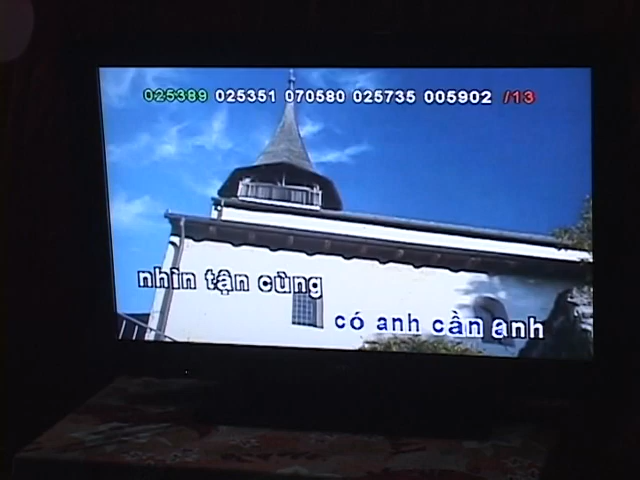 025389 025351 070580 025735 005902 /13
nhìn tận cùng
có anh cần anh